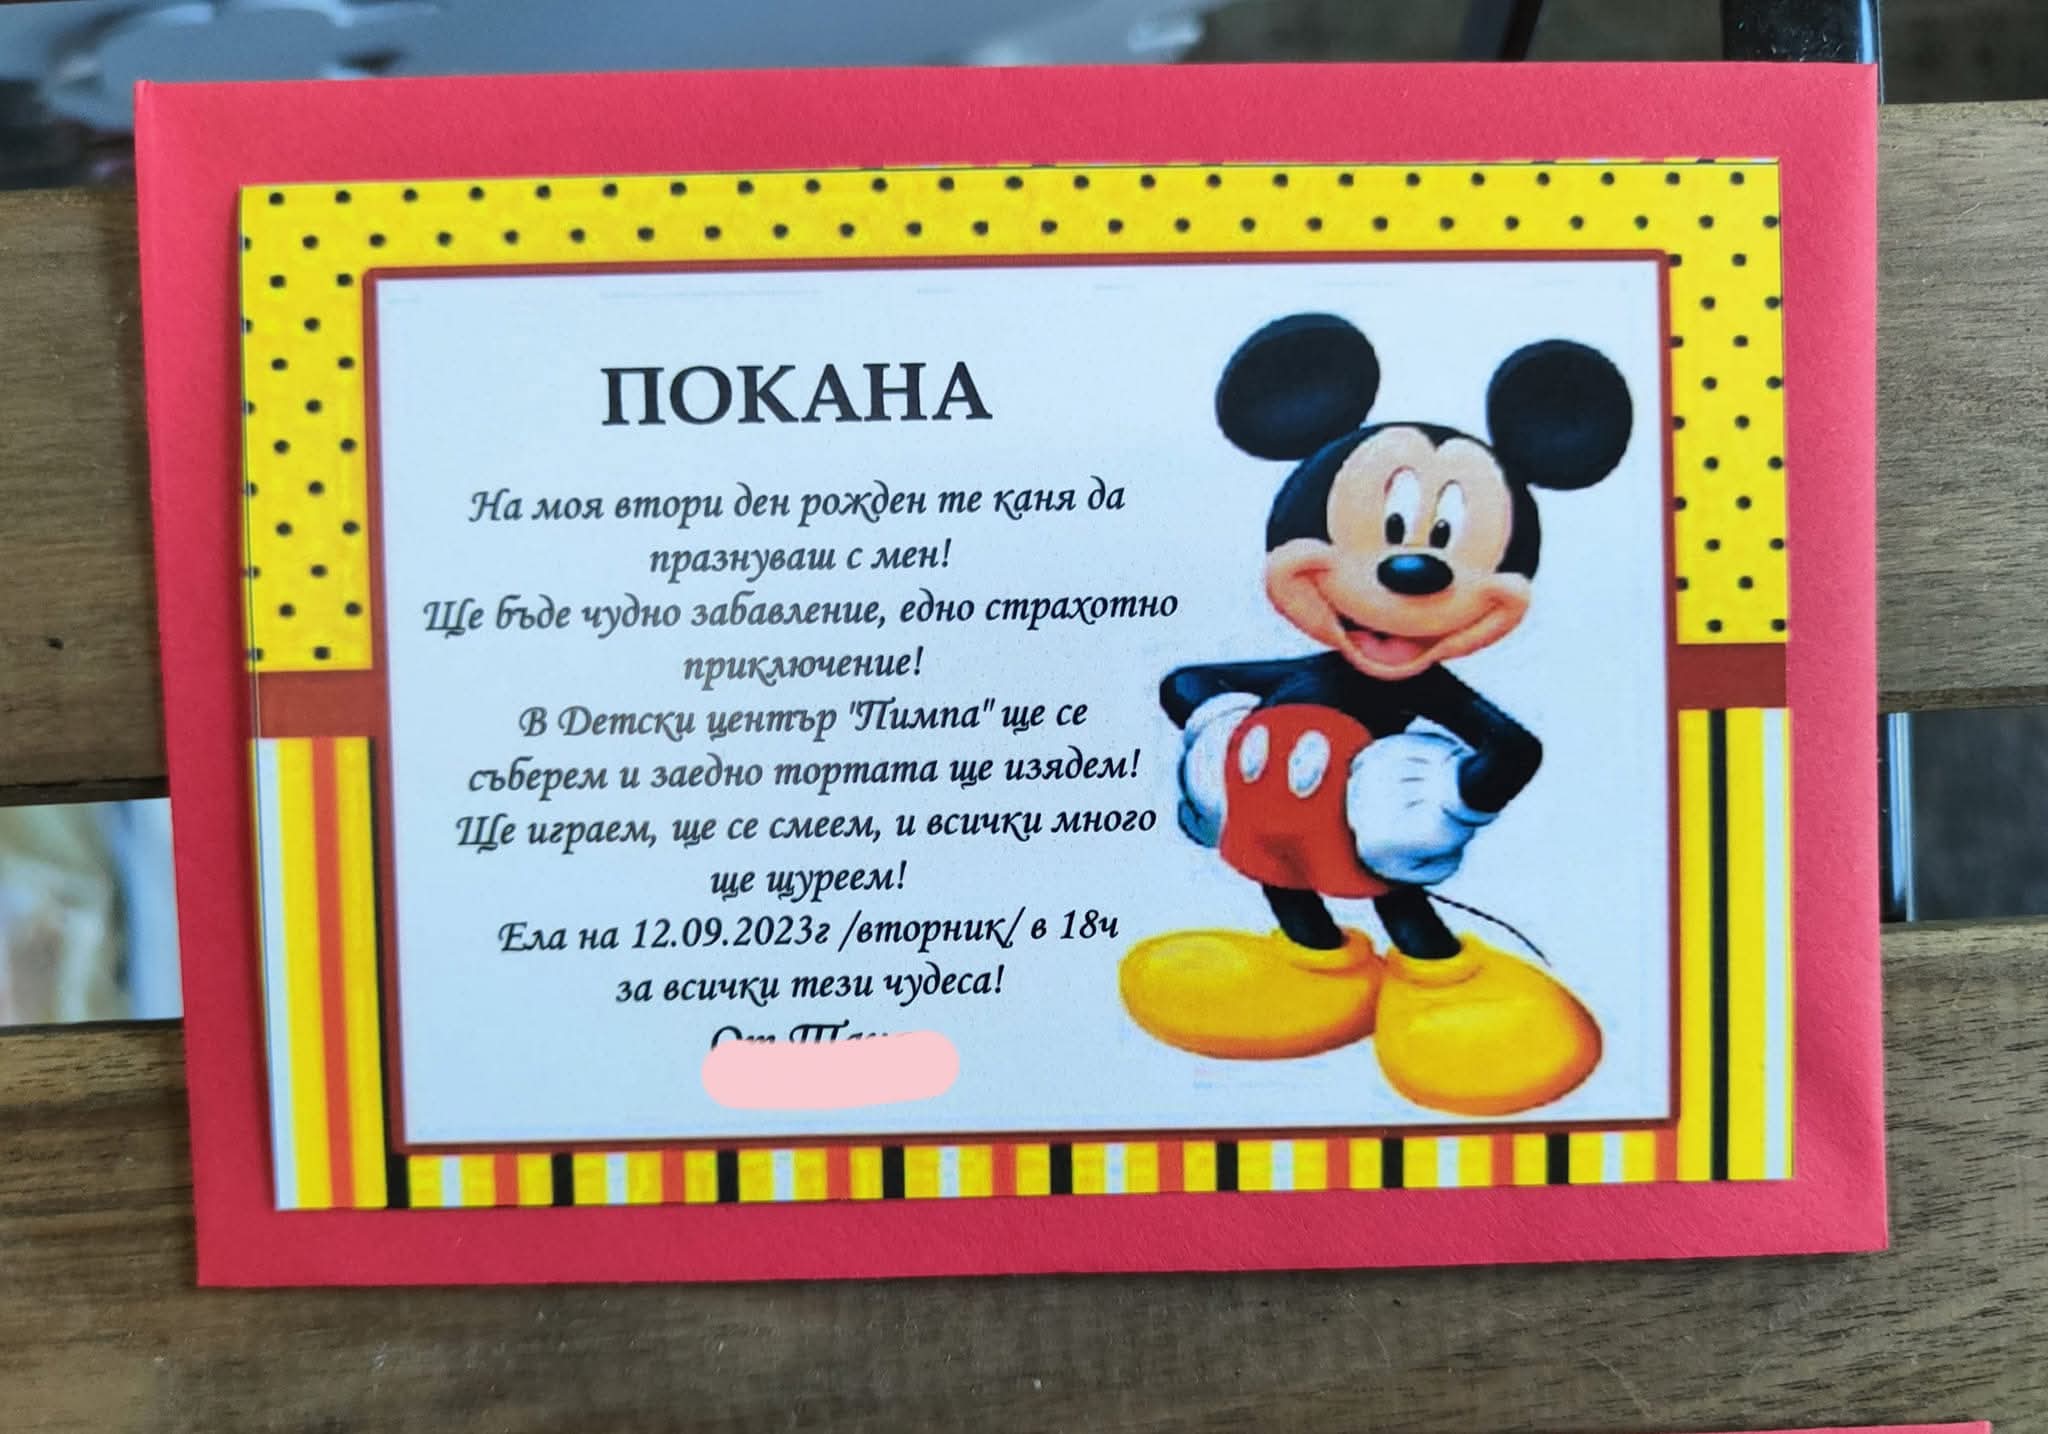 ПОКАНА
На моя втори ден рожден те каня да
празнуваш с мен!
Ще бъде чудно забавление, едно страхотно
приключение!
В Детски център "Пимпа" ще се
съберем и заедно тортата ще изядем!
Ще играем, ще се смеем, и всички много
ще щуреем!
Ела на 12.09.2023г /вторник/ в 18ч
за всички тези чудеса!
От